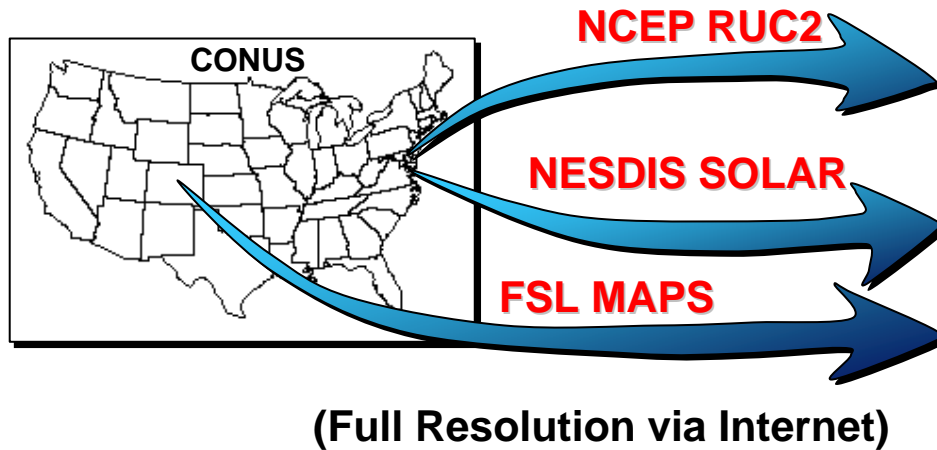 NCEP RUC2
CONUS
NESDIS SOLAR
FSL MAPS
(Full Resolution via Internet)